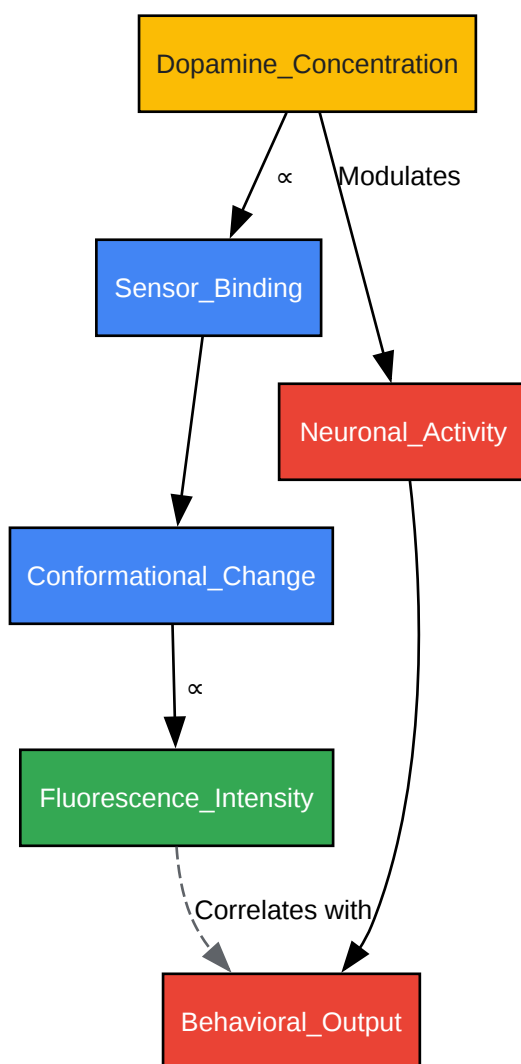 Dopamine_Concentration
∝
Modulates
Sensor_Binding
Neuronal_Activity
Conformational_Change
∝
Fluorescence_Intensity
Correlates with
Behavioral_Output